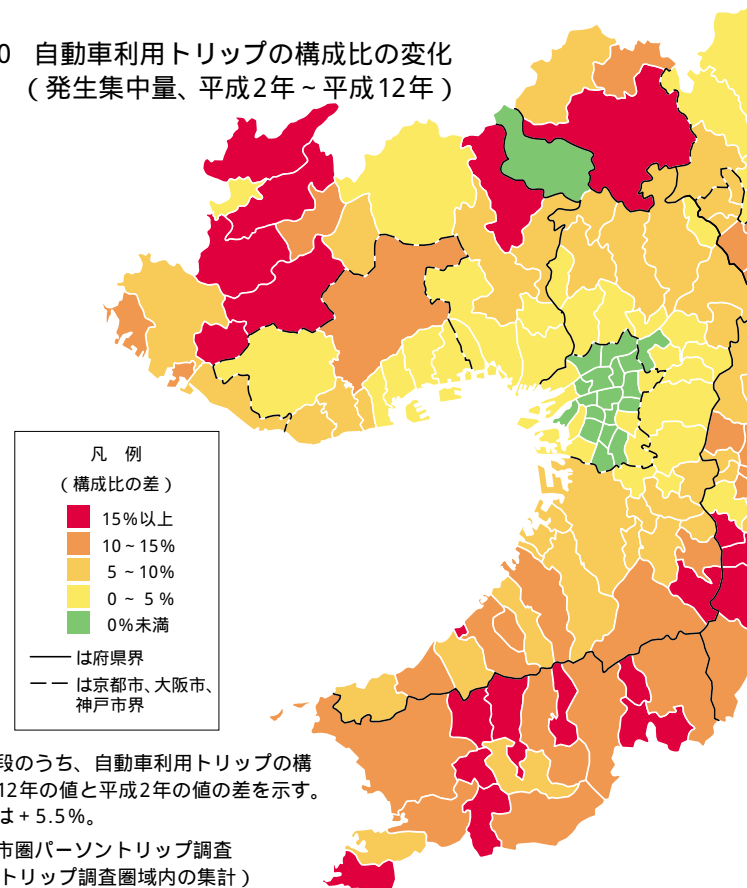 0 自動車利用トリップの構成比の変化
(発生集中量、平成2年~平成12年)
凡 例
(構成比の差)
15%以上
10~15%
5~10%
0~ 5%
0%未満
は府県界
は京都市、大阪市、
神戸市界
段のうち、自動車利用トリップの構
12年の値と平成2年の値の差を示す。
は+5.5%。
市圏パーソントリップ調査
トリップ調査圏域内の集計)